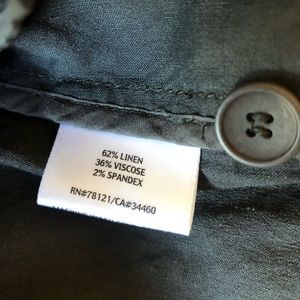 62% LINEN
36% VISCOSE
2% SPANDEX
RN#78121/CA#34460